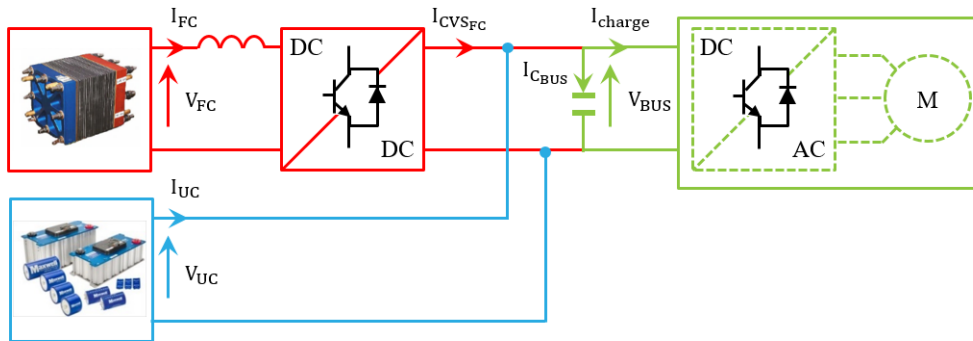 I_FC
I_CVS_FC
I_charge
DC
DC
I_C_BUS
V_FC
V_BUS
M
DC
AC
I_UC
V_UC